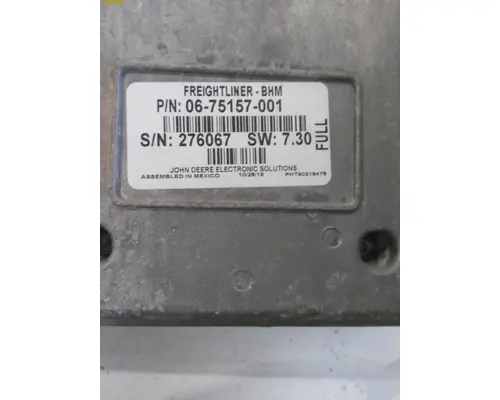 FREIGHTLINER - BHM
P/N: 06-75157-001
S/N: 276067 SW: 7.30
FULL
JOHN DEERE ELECTRONIC SOLUTIONS
ASSEMBLED IN MEXICO